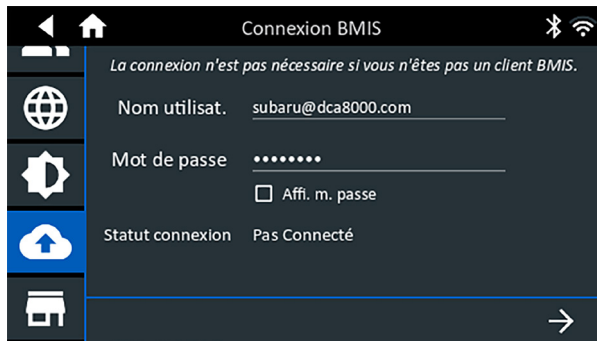 Connexion BMIS
La connexion n'est pas nécessaire si vous n'êtes pas un client BMIS.
Nom utilisat. subaru@dca8000.com
Mot de passe ••••••••
Affi. m. passe
Statut connexion Pas Connecté